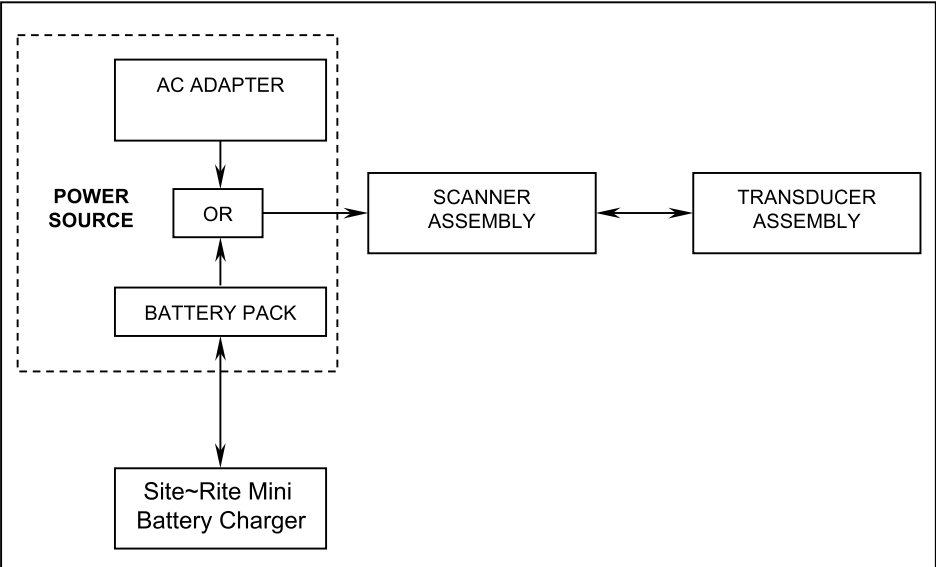 AC ADAPTER
POWER
SOURCE
OR
SCANNER
ASSEMBLY
TRANSDUCER
ASSEMBLY
BATTERY PACK
Site~Rite Mini
Battery Charger